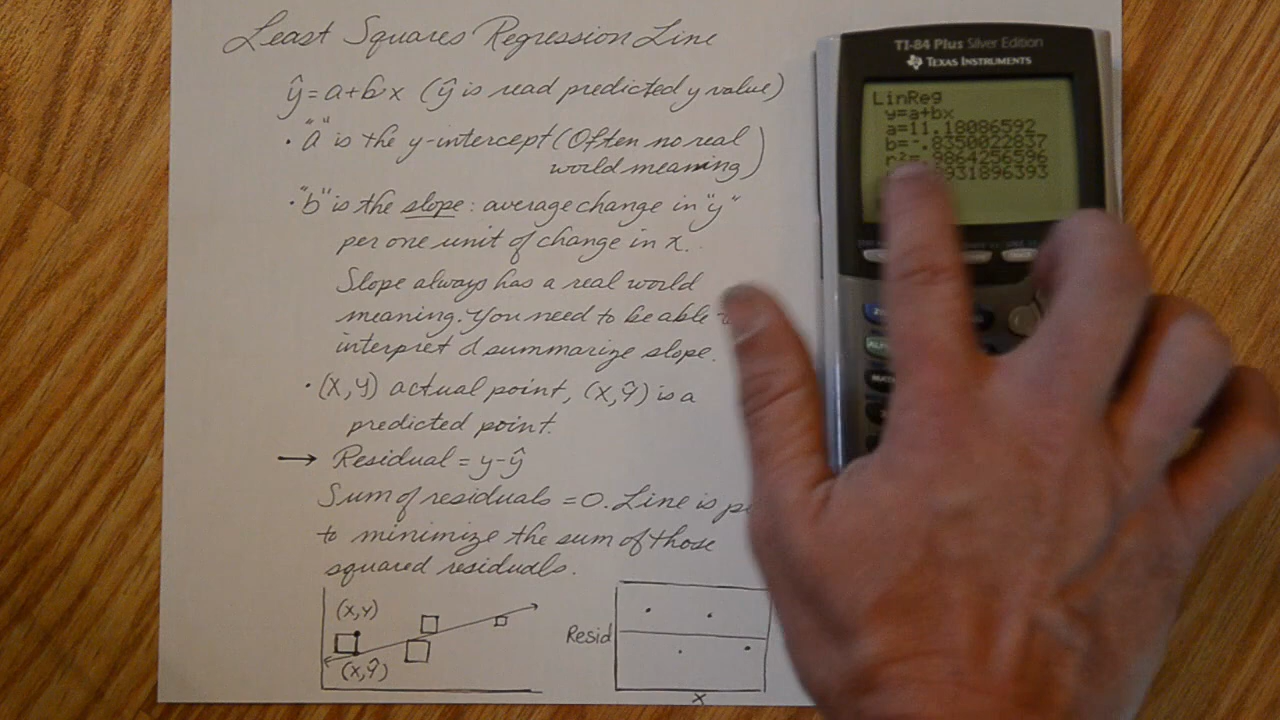 Least Squares Regression Line
ŷ = a+bx (ŷ is read predicted y value)
• "a" is the y-intercept (Often no real
world meaning)
• "b" is the slope: average change in "y"
per one unit of change in x.
Slope always has a real world
meaning. You need to be able
interpret & summarize slope.
• (x,y) actual point, (x,ŷ) is a
predicted point.
→ Residual = y-ŷ
Sum of residuals = 0. Line is
to minimize the sum of those
squared residuals.
(x,y)
(x,ŷ)
Resid
x
TI-84 Plus Silver Edition
TEXAS INSTRUMENTS
LinReg
y=a+bx
a=11.18086592
b=-.8350022837
r²=.9864256596
931896393